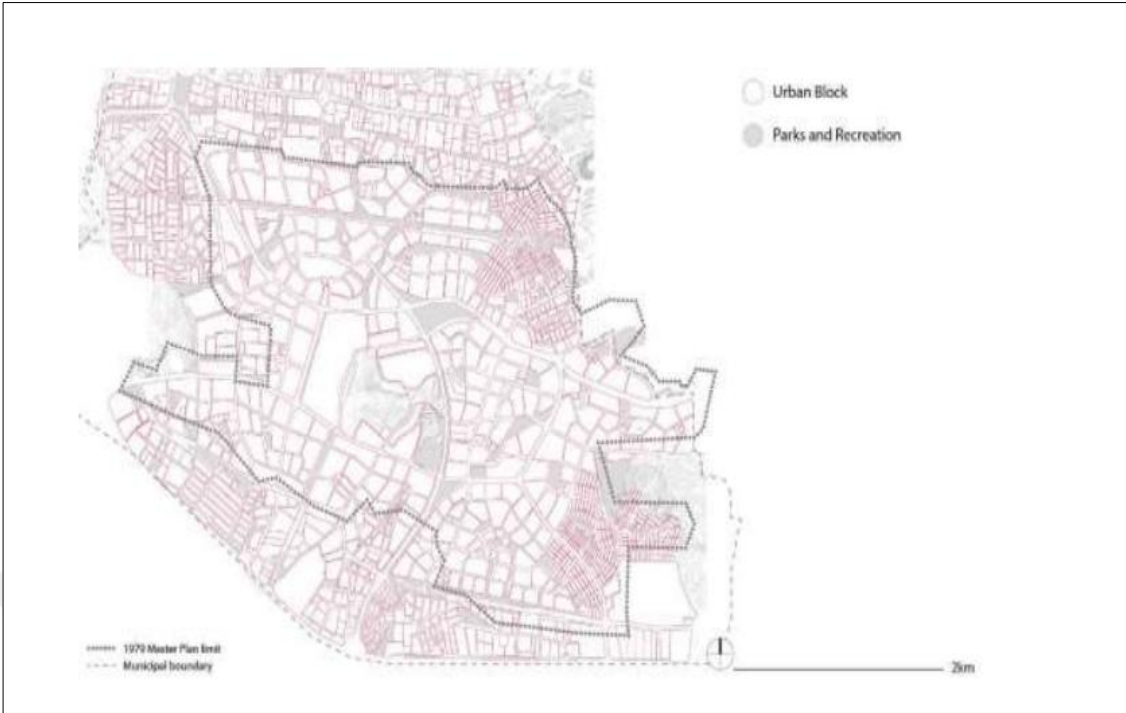 Urban Block
Parks and Recreation
1979 Master Plan limit
Municipal boundary
2km